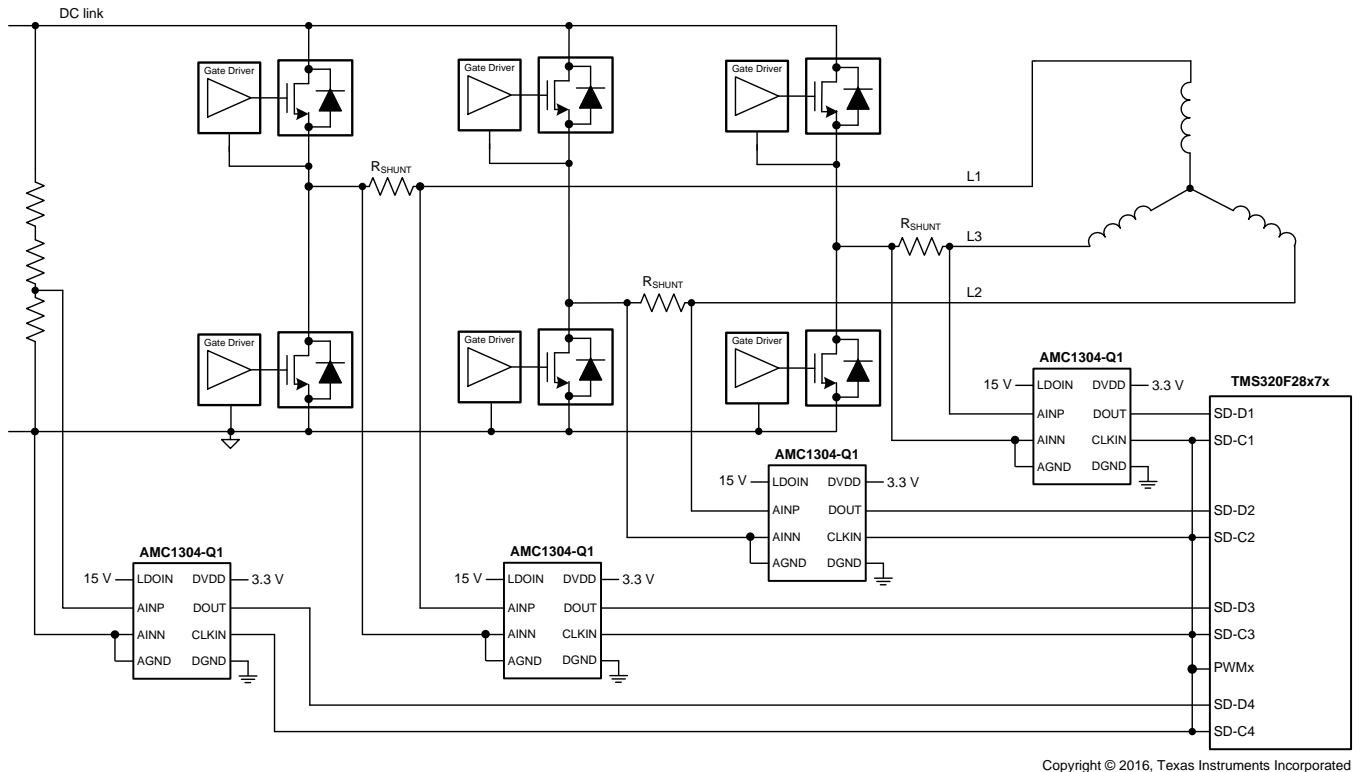 DC link
Gate Driver
Gate Driver
Gate Driver
RSHUNT
L1
RSHUNT
L3
RSHUNT
L2
Gate Driver
Gate Driver
Gate Driver
AMC1304-Q1
15 V LDOIN DVDD 3.3 V
AINP DOUT
AINN CLKIN
AGND DGND
TMS320F28x7x
SD-D1
SD-C1
SD-D2
SD-C2
SD-D3
SD-C3
PWMx
SD-D4
SD-C4
AMC1304-Q1
15 V LDOIN DVDD 3.3 V
AINP DOUT
AINN CLKIN
AGND DGND
AMC1304-Q1
15 V LDOIN DVDD 3.3 V
AINP DOUT
AINN CLKIN
AGND DGND
AMC1304-Q1
15 V LDOIN DVDD 3.3 V
AINP DOUT
AINN CLKIN
AGND DGND
Copyright © 2016, Texas Instruments Incorporated